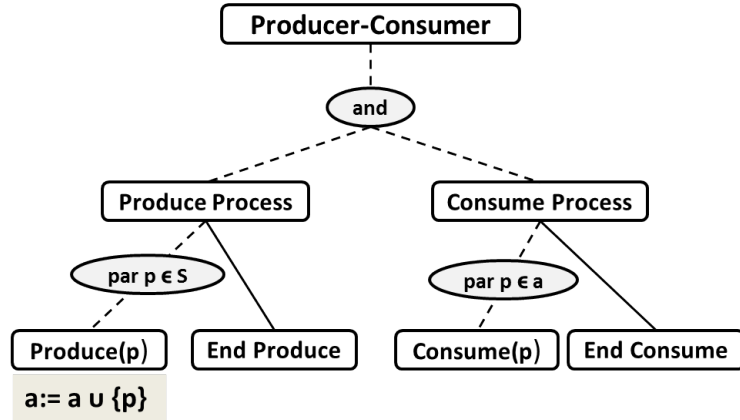 Producer-Consumer
and
Produce Process
Consume Process
par p ϵ S
par p ϵ a
Produce(p)
End Produce
Consume(p)
End Consume
a:= a ∪ {p}